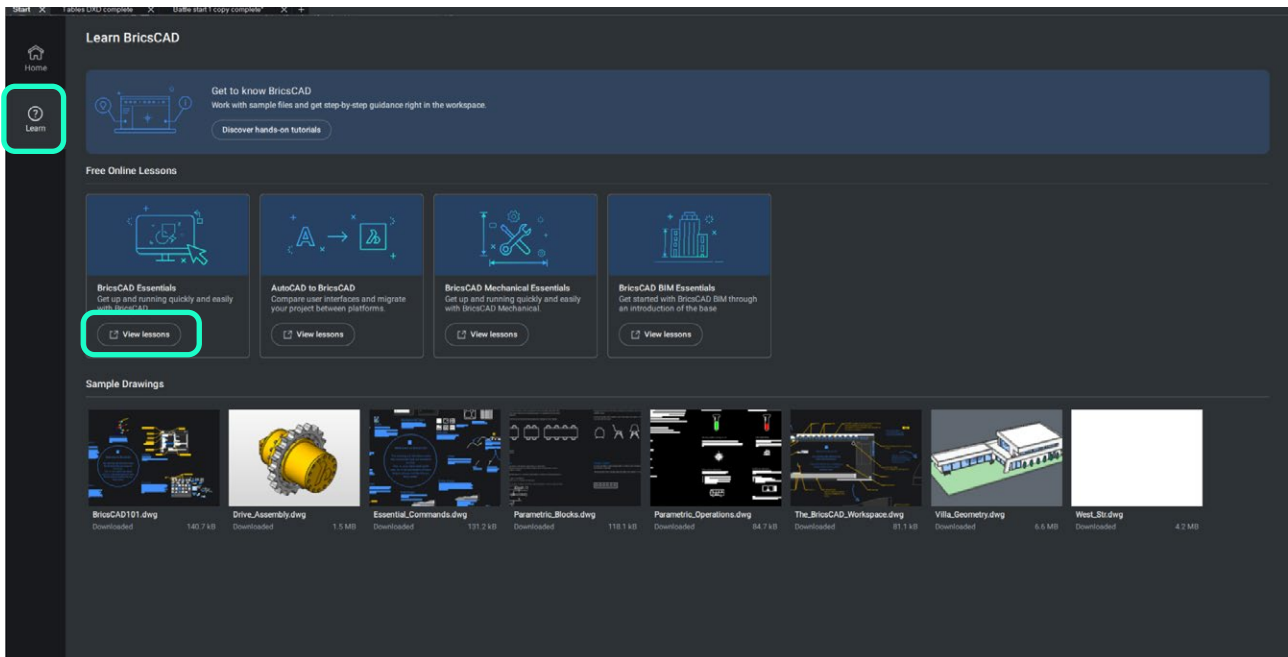 Start
Tables DXD complete
Battle start 1 copy complete*
Home
Learn
Learn BricsCAD
Get to know BricsCAD
Work with sample files and get step-by-step guidance right in the workspace.
Discover hands-on tutorials
Free Online Lessons
BricsCAD Essentials
Get up and running quickly and easily
with BricsCAD
View lessons
AutoCAD to BricsCAD
Compare user interfaces and migrate
your project between platforms.
View lessons
BricsCAD Mechanical Essentials
Get up and running quickly and easily
with BricsCAD Mechanical.
View lessons
BricsCAD BIM Essentials
Get started with BricsCAD BIM through
an introduction of the base
View lessons
Sample Drawings
BricsCAD101.dwg
Downloaded 140.7 kB
Drive_Assembly.dwg
Downloaded 1.5 MB
Essential_Commands.dwg
Downloaded 131.2 kB
Parametric_Blocks.dwg
Downloaded 118.1 kB
Parametric_Operations.dwg
Downloaded 84.7 kB
The_BricsCAD_Workspace.dwg
Downloaded 81.1 kB
Villa_Geometry.dwg
Downloaded 6.6 MB
West_Str.dwg
Downloaded 4.2 MB